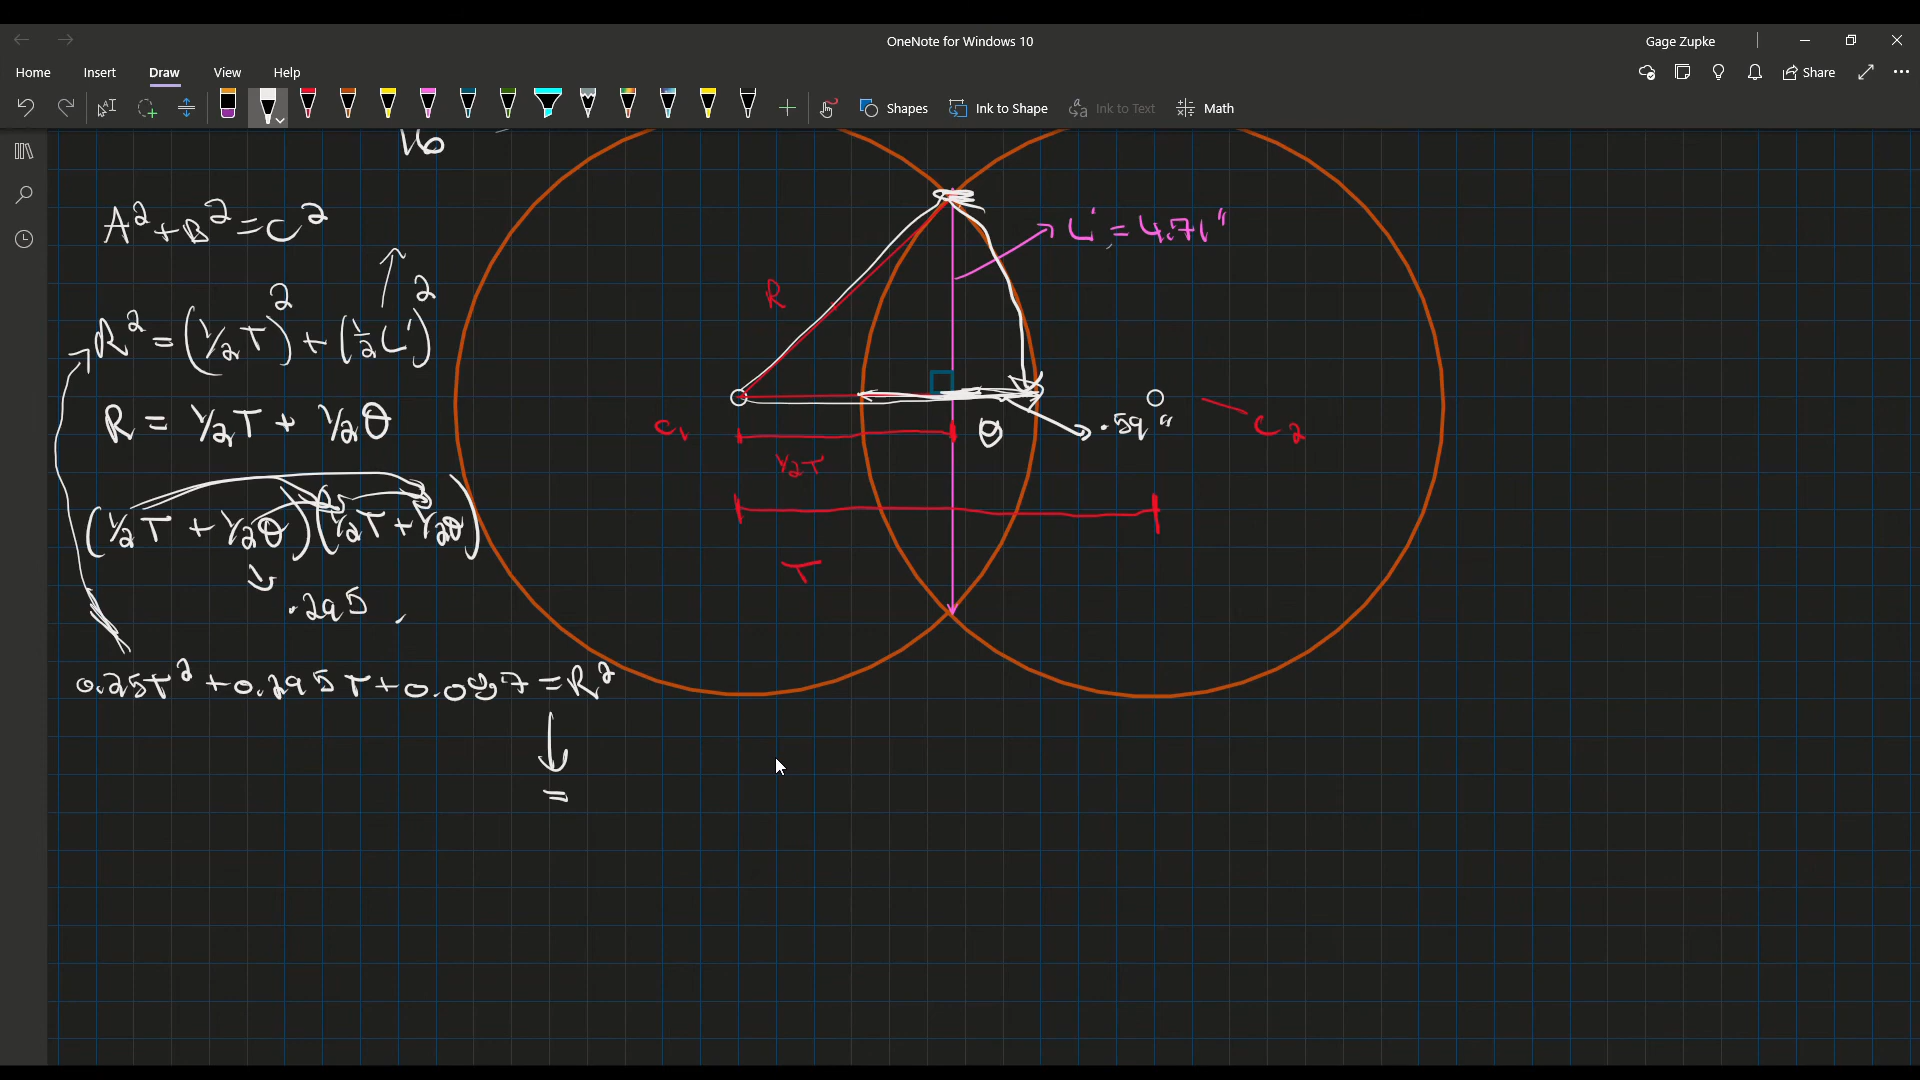 OneNote for Windows 10
Gage Zupke
Home Insert Draw View Help
Share
Shapes Ink to Shape Ink to Text Math
16
A²+B²=C²
L' = 4.71"
R² = (1/2T)² + (1/2L')²
R
R = 1/2T + 1/2θ
C₁
θ
.59"
C₂
1/2T
(1/2T + 1/2θ)(1/2T + 1/2θ)
T
.295
0.25T² + 0.295T + 0.087 = R²
=